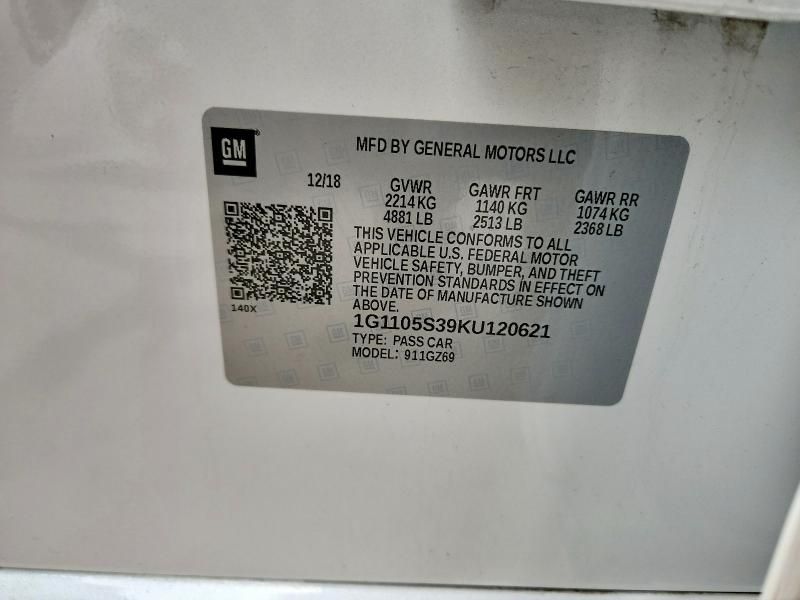 GM
MFD BY GENERAL MOTORS LLC
12/18 GVWR GAWR FRT GAWR RR
2214 KG 1140 KG 1074 KG
4881 LB 2513 LB 2368 LB
THIS VEHICLE CONFORMS TO ALL
APPLICABLE U.S. FEDERAL MOTOR
VEHICLE SAFETY, BUMPER, AND THEFT
PREVENTION STANDARDS IN EFFECT ON
THE DATE OF MANUFACTURE SHOWN
ABOVE.
140X
1G1105S39KU120621
TYPE: PASS CAR
MODEL: 911GZ69